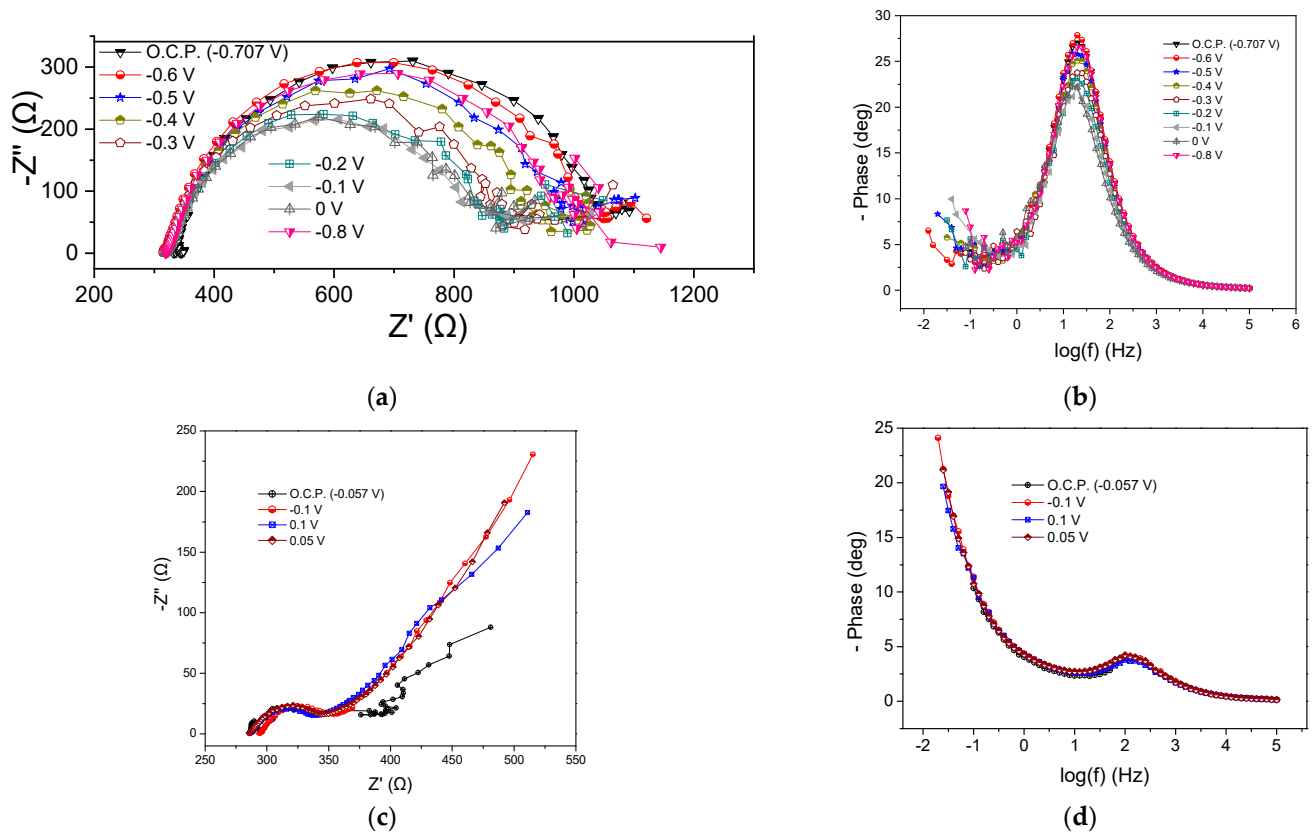 300
200
100
0
-Z'' (Ω)
O.C.P. (-0.707 V)
-0.6 V
-0.5 V
-0.4 V
-0.3 V
-0.2 V
-0.1 V
0 V
-0.8 V
200 400 600 800 1000 1200
Z' (Ω)
(a)
30
25
20
15
10
5
0
- Phase (deg)
O.C.P. (-0.707 V)
-0.6 V
-0.5 V
-0.4 V
-0.3 V
-0.2 V
-0.1 V
0 V
-0.8 V
-2 -1 0 1 2 3 4 5 6
log(f) (Hz)
(b)
250
200
150
100
50
0
-Z'' (Ω)
O.C.P. (-0.057 V)
-0.1 V
0.1 V
0.05 V
250 300 350 400 450 500 550
Z' (Ω)
(c)
25
20
15
10
5
0
- Phase (deg)
O.C.P. (-0.057 V)
-0.1 V
0.1 V
0.05 V
-2 -1 0 1 2 3 4 5
log(f) (Hz)
(d)